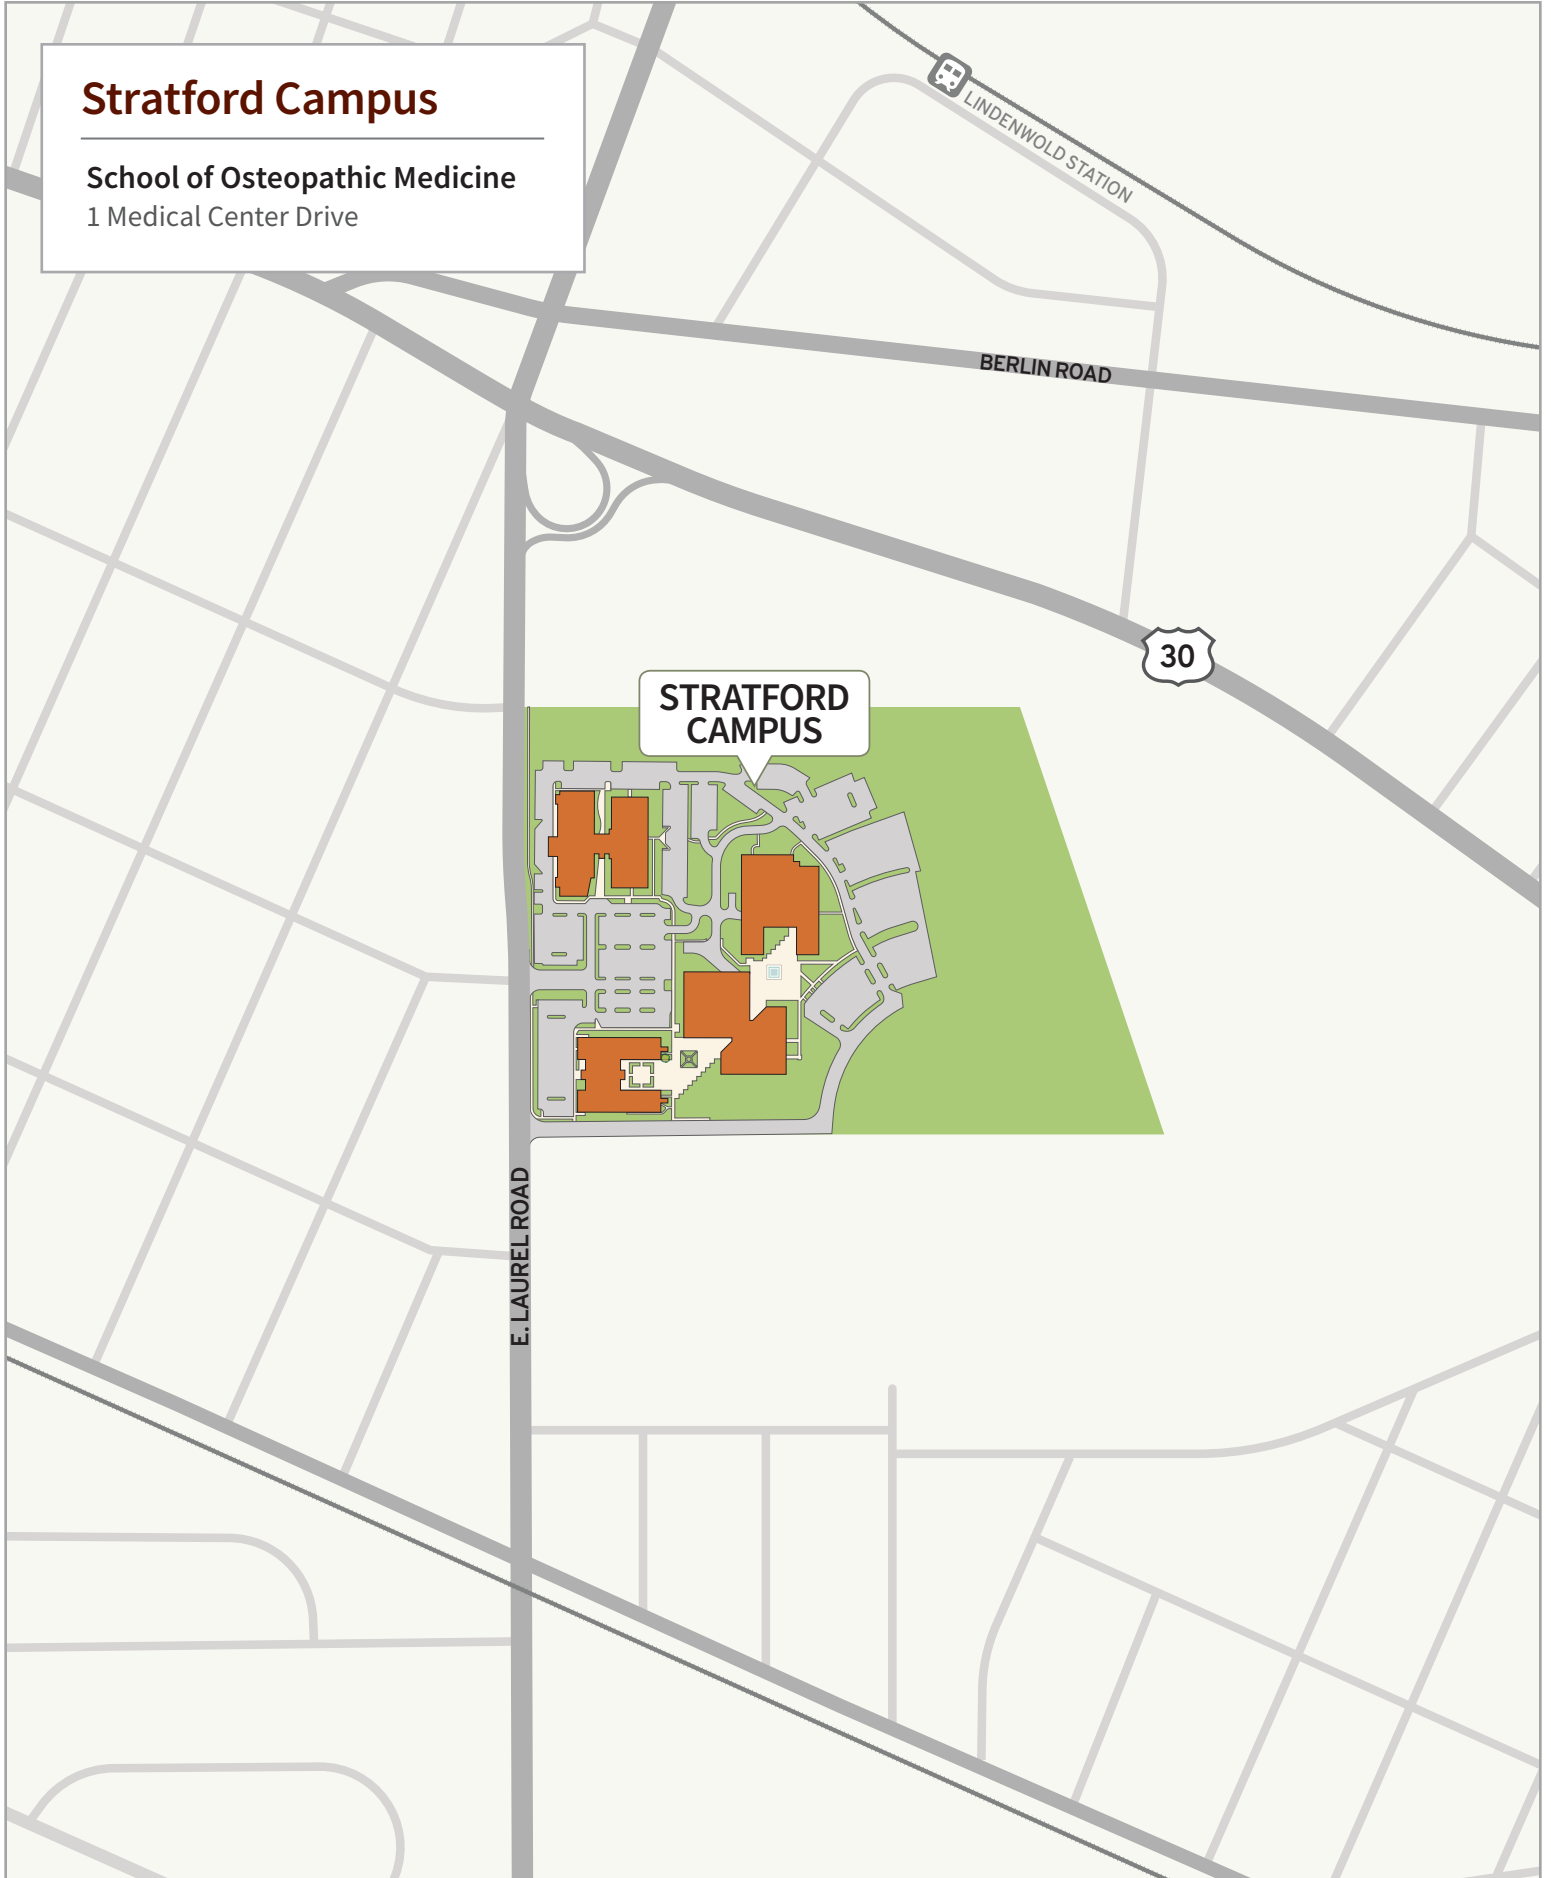 Stratford Campus
School of Osteopathic Medicine
1 Medical Center Drive
LINDENWOLD STATION
BERLIN ROAD
30
STRATFORD
CAMPUS
E. LAUREL ROAD